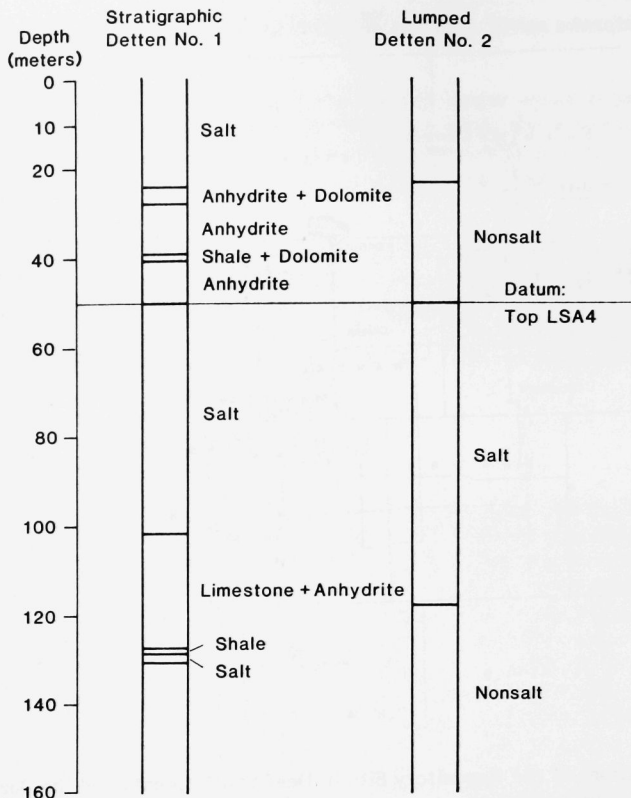 Stratigraphic
Detten No. 1
Lumped
Detten No. 2
Depth
(meters)
0
10
20
40
60
80
100
120
140
160
Salt
Anhydrite + Dolomite
Anhydrite
Shale + Dolomite
Anhydrite
Salt
Limestone + Anhydrite
Shale
Salt
Nonsalt
Datum:
Top LSA4
Salt
Nonsalt